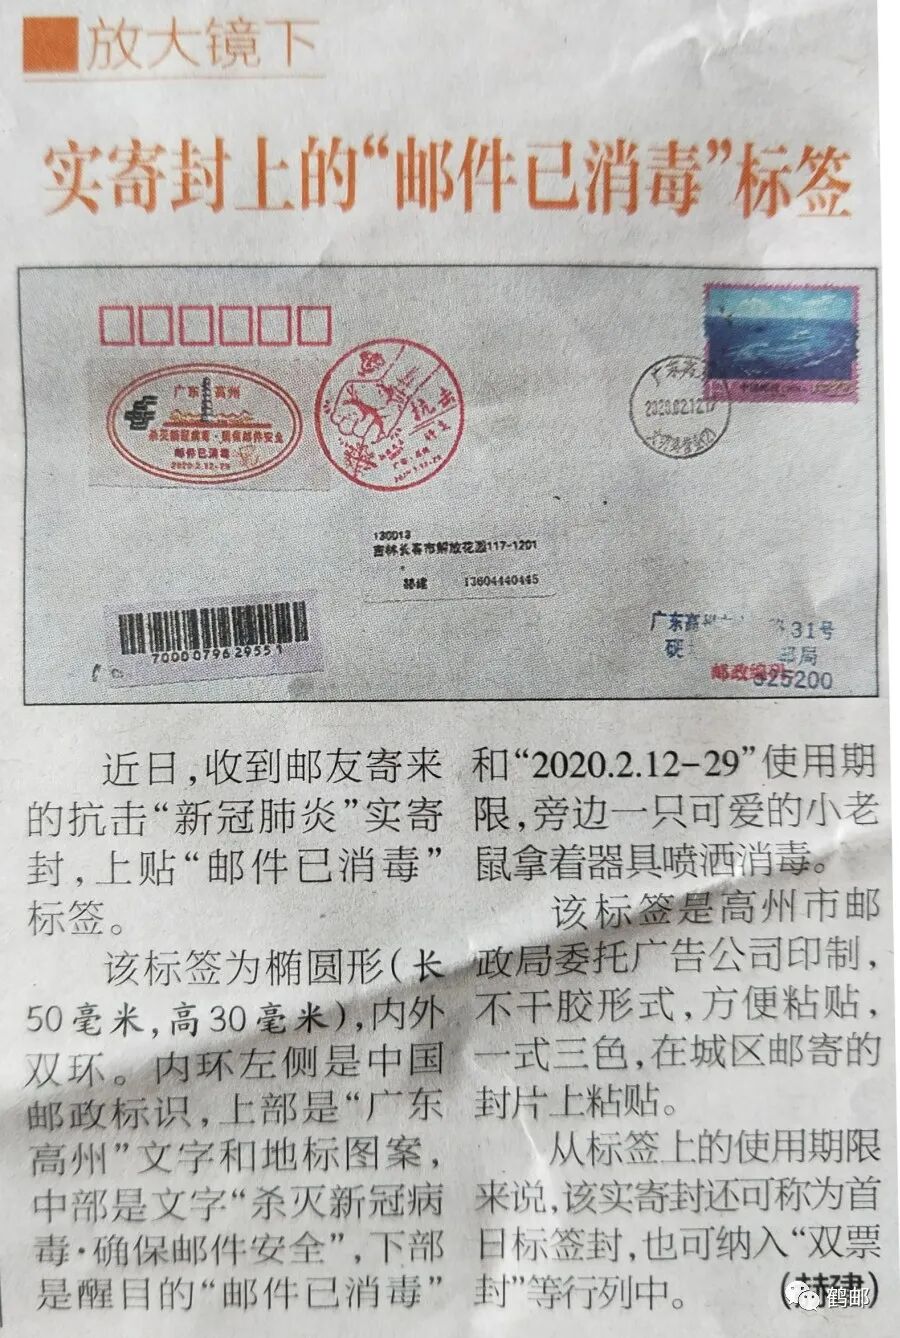 放大镜下
实寄封上的“邮件已消毒”标签
广东 高州
杀灭新冠病毒·确保邮件安全
邮件已消毒
2020.2.12-29
抗击
2020.02.12.17
130013
吉林长春市解放花园117-1201
13604440445
7000079629551
广东高州
31号
邮局
邮政编码
525200
近日，收到邮友寄来
的抗击“新冠肺炎”实寄
封，上贴“邮件已消毒”
标签。
该标签为椭圆形（长
50毫米，高30毫米），内外
双环。内环左侧是中国
邮政标识，上部是“广东
高州”文字和地标图案，
中部是文字“杀灭新冠病
毒·确保邮件安全”，下部
是醒目的“邮件已消毒”
和“2020.2.12-29”使用期
限，旁边一只可爱的小老
鼠拿着器具喷洒消毒。
该标签是高州市邮
政局委托广告公司印制，
不干胶形式，方便粘贴，
一式三色，在城区邮寄的
封片上粘贴。
从标签上的使用期限
来说，该实寄封还可称为首
日标签封，也可纳入“双票
封”等行列中。
鹤邮